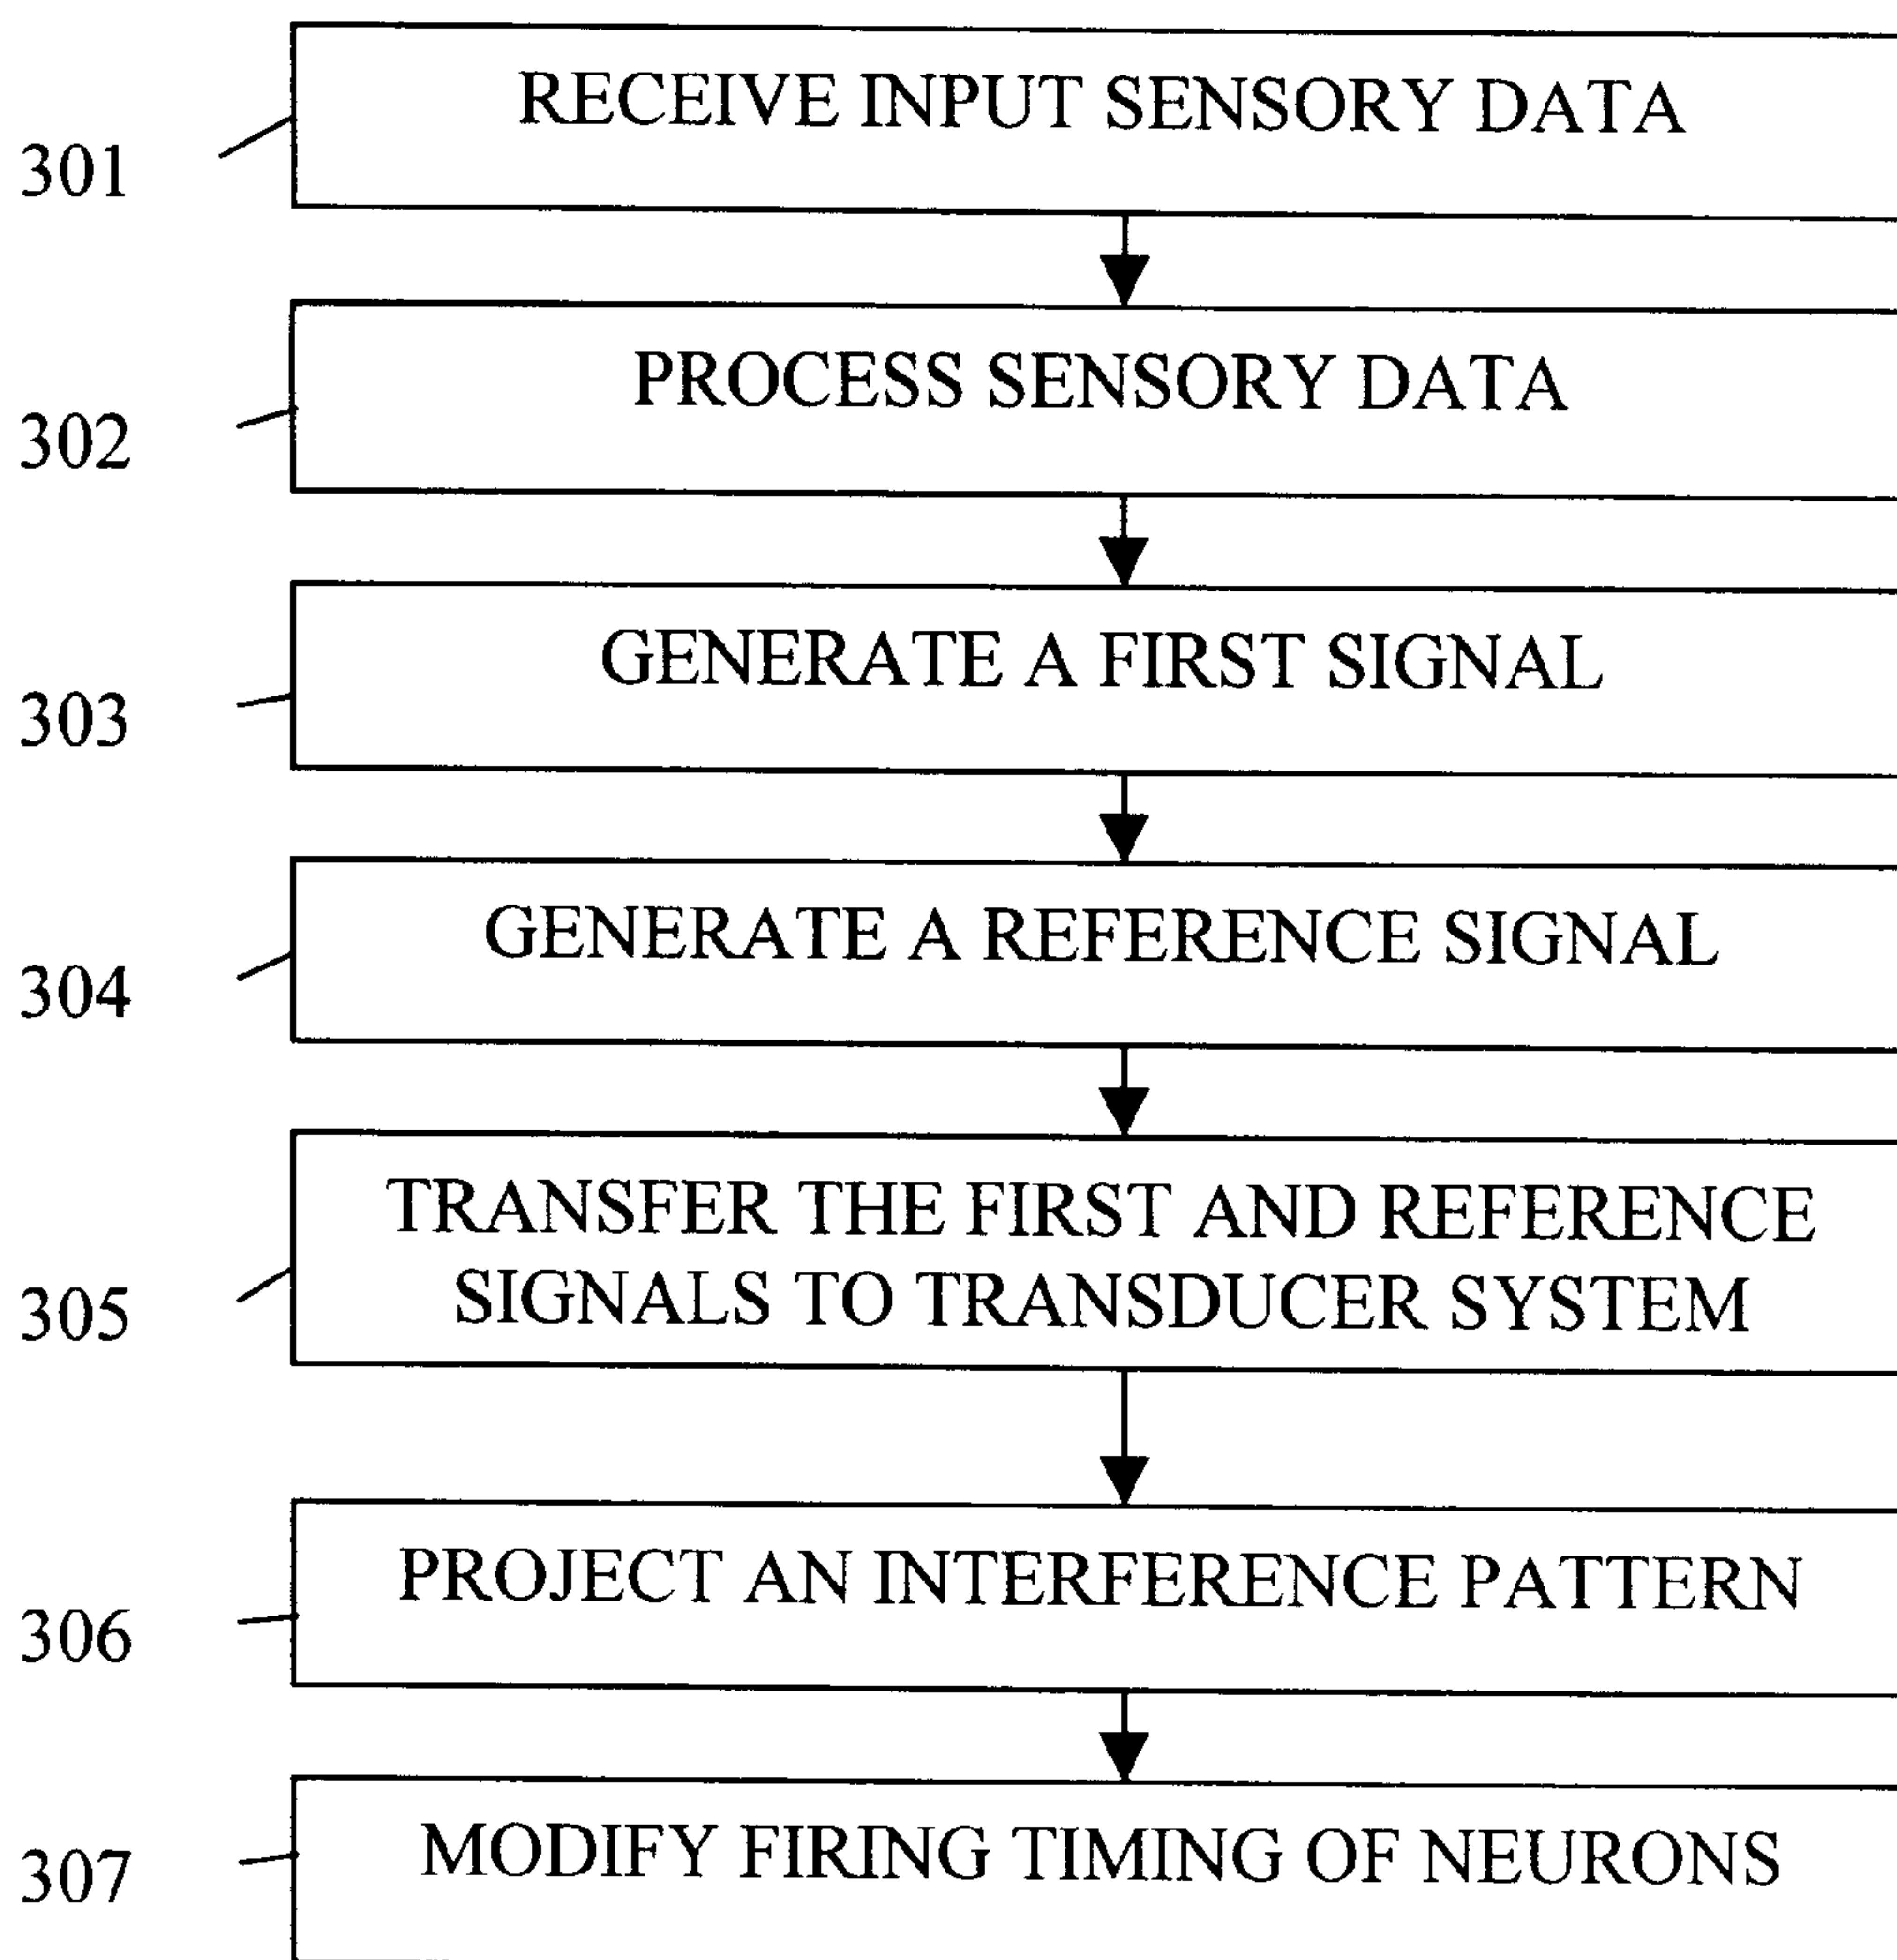 RECEIVE INPUT SENSORY DATA
301
PROCESS SENSORY DATA
302
GENERATE A FIRST SIGNAL
303
GENERATE A REFERENCE SIGNAL
304
TRANSFER THE FIRST AND REFERENCE
SIGNALS TO TRANSDUCER SYSTEM
305
PROJECT AN INTERFERENCE PATTERN
306
MODIFY FIRING TIMING OF NEURONS
307